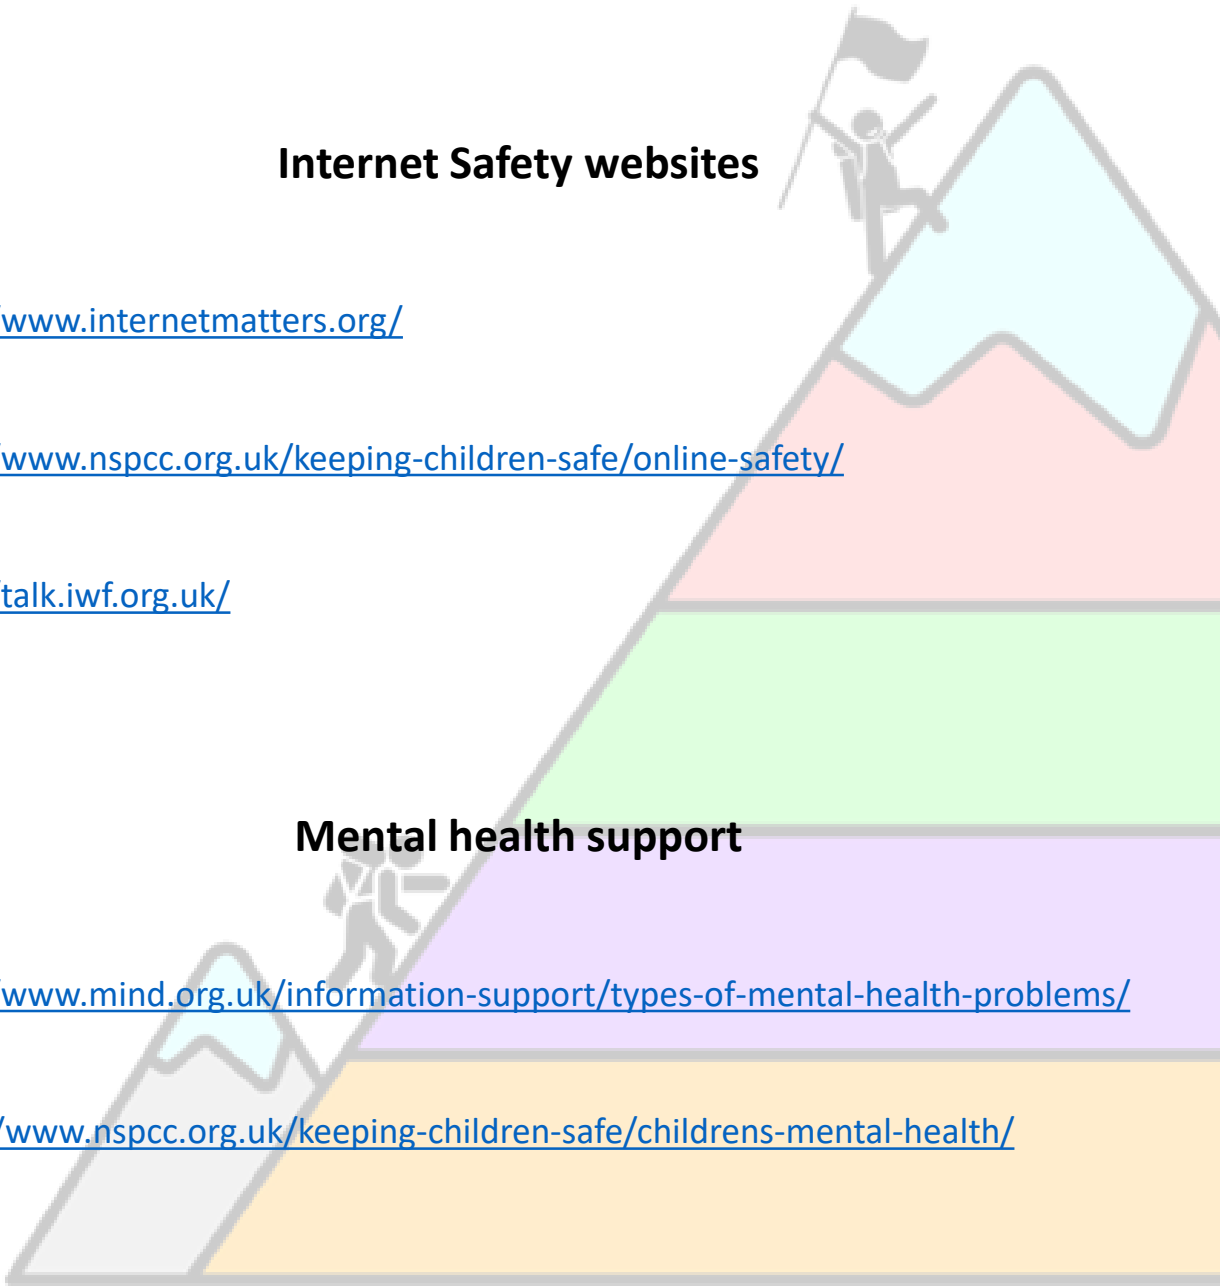 Internet Safety websites
/www.internetmatters.org/
/www.nspcc.org.uk/keeping-children-safe/online-safety/
/talk.iwf.org.uk/
Mental health support
/www.mind.org.uk/information-support/types-of-mental-health-problems/
/www.nspcc.org.uk/keeping-children-safe/childrens-mental-health/